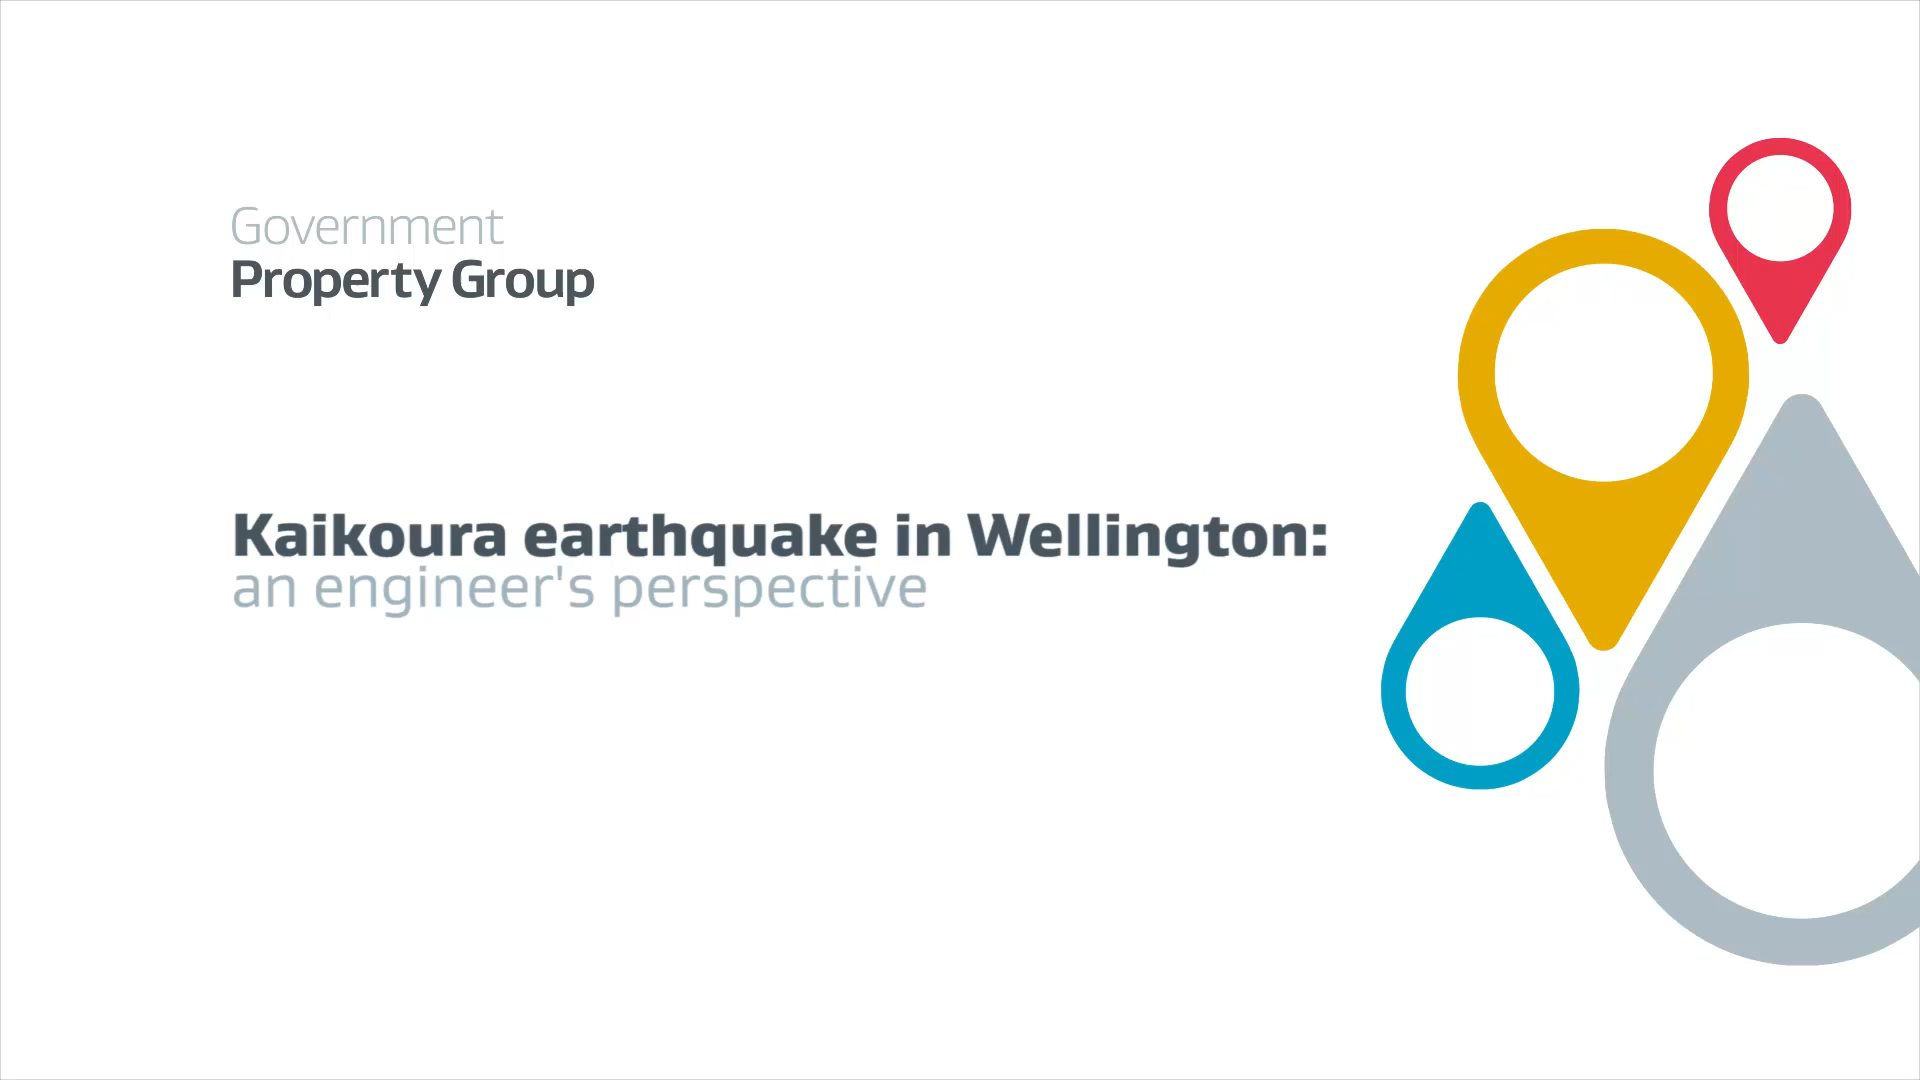 Government
Property Group
Kaikoura earthquake in Wellington:
an engineer's perspective